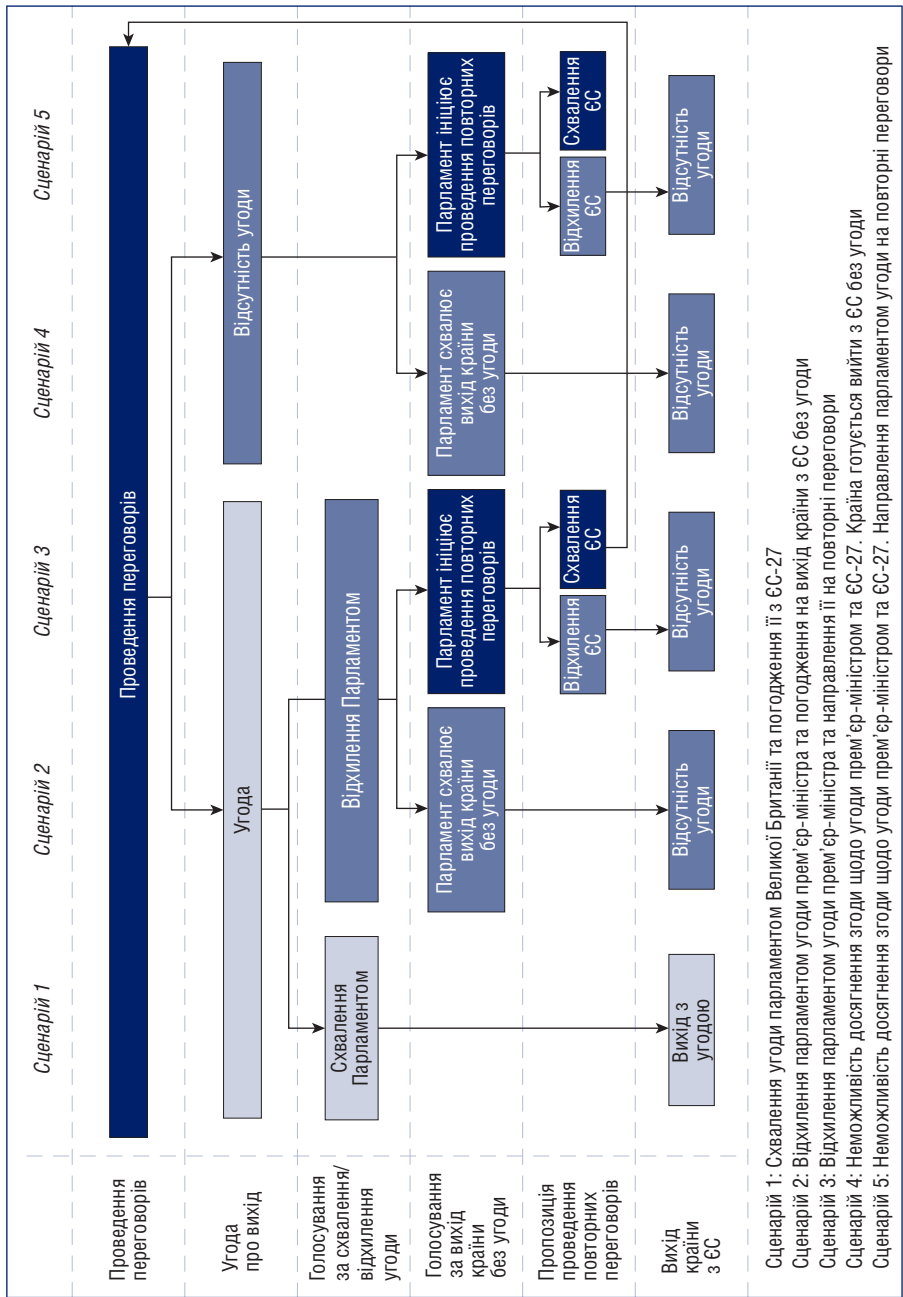 Сценарій 1
Сценарій 2
Сценарій 3
Сценарій 4
Сценарій 5
Проведення
переговорів
Проведення переговорів
Угода
про вихід
Угода
Відсутність угоди
Голосування
за схвалення/
відхилення
угоди
Схвалення
Парламентом
Відхилення Парламентом
Голосування
за вихід
країни
без угоди
Парламент схвалює
вихід країни
без угоди
Парламент ініціює
проведення повторних
переговорів
Парламент схвалює
вихід країни
без угоди
Парламент ініціює
проведення повторних
переговорів
Пропозиція
проведення
повторних
переговорів
Відхилення
ЄС
Схвалення
ЄС
Відхилення
ЄС
Схвалення
ЄС
Вихід
країни
з ЄС
Вихід з
угодою
Відсутність
угоди
Відсутність
угоди
Відсутність
угоди
Відсутність
угоди
Сценарій 1: Схвалення угоди парламентом Великої Британії та погодження її з ЄС-27
Сценарій 2: Відхилення парламентом угоди прем’єр-міністра та погодження на вихід країни з ЄС без угоди
Сценарій 3: Відхилення парламентом угоди прем’єр-міністра та направлення її на повторні переговори
Сценарій 4: Неможливість досягнення згоди щодо угоди прем’єр-міністром та ЄС-27. Країна готується вийти з ЄС без угоди
Сценарій 5: Неможливість досягнення згоди щодо угоди прем’єр-міністром та ЄС-27. Направлення парламентом угоди на повторні переговори